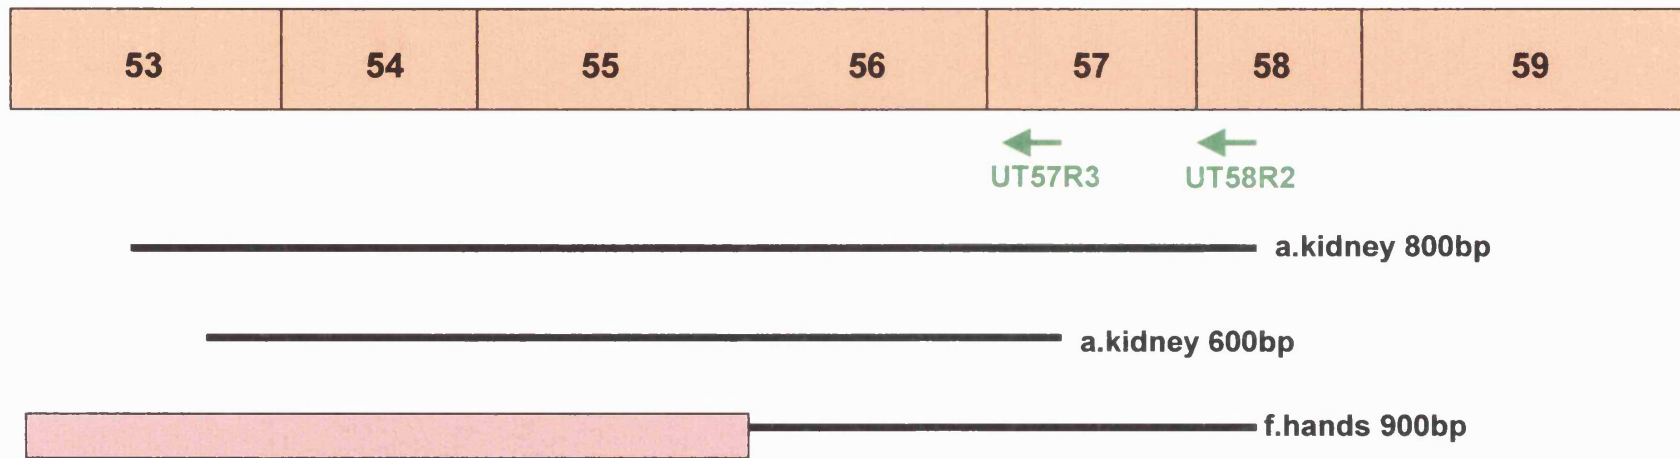 53 54 55 56 57 58 59
UT57R3 UT58R2
a.kidney 800bp
a.kidney 600bp
f.hands 900bp